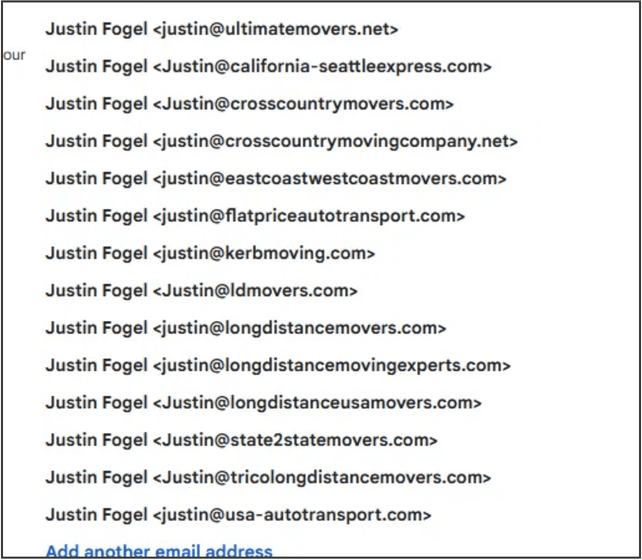 Justin Fogel <justin@ultimatemovers.net>
our
Justin Fogel <Justin@california-seattleexpress.com>
Justin Fogel <Justin@crosscountrymovers.com>
Justin Fogel <justin@crosscountrymovingcompany.net>
Justin Fogel <justin@eastcoastwestcoastmovers.com>
Justin Fogel <justin@flatpriceautotransport.com>
Justin Fogel <justin@kerbmoving.com>
Justin Fogel <Justin@ldmovers.com>
Justin Fogel <justin@longdistancemovers.com>
Justin Fogel <justin@longdistancemovingexperts.com>
Justin Fogel <Justin@longdistanceusamovers.com>
Justin Fogel <Justin@state2statemovers.com>
Justin Fogel <Justin@tricolongdistancemovers.com>
Justin Fogel <justin@usa-autotransport.com>
Add another email address